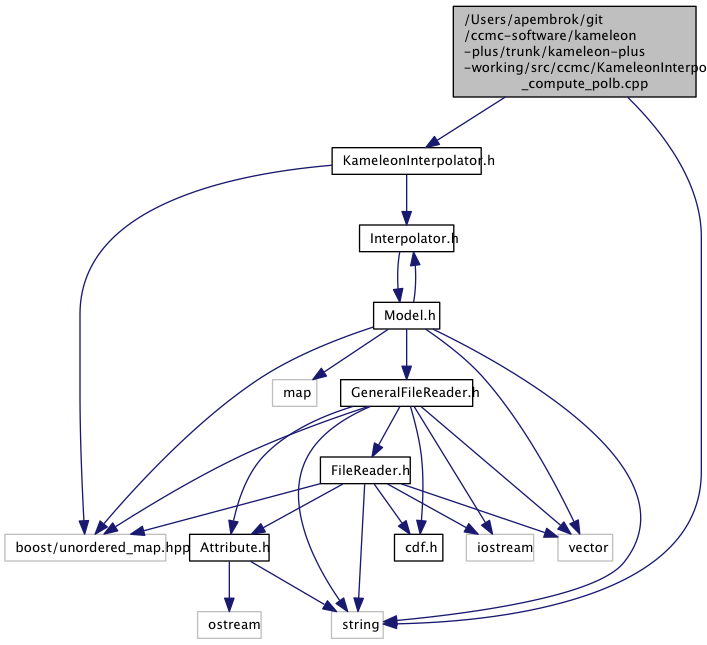 /Users/apembrok/git
/ccmc-software/kameleon
-plus/trunk/kameleon-plus
-working/src/ccmc/KameleonInterpo
_compute_polb.cpp
KameleonInterpolator.h
Interpolator.h
Model.h
map
GeneralFileReader.h
FileReader.h
boost/unordered_map.hpp
Attribute.h
cdf.h
iostream
vector
ostream
string